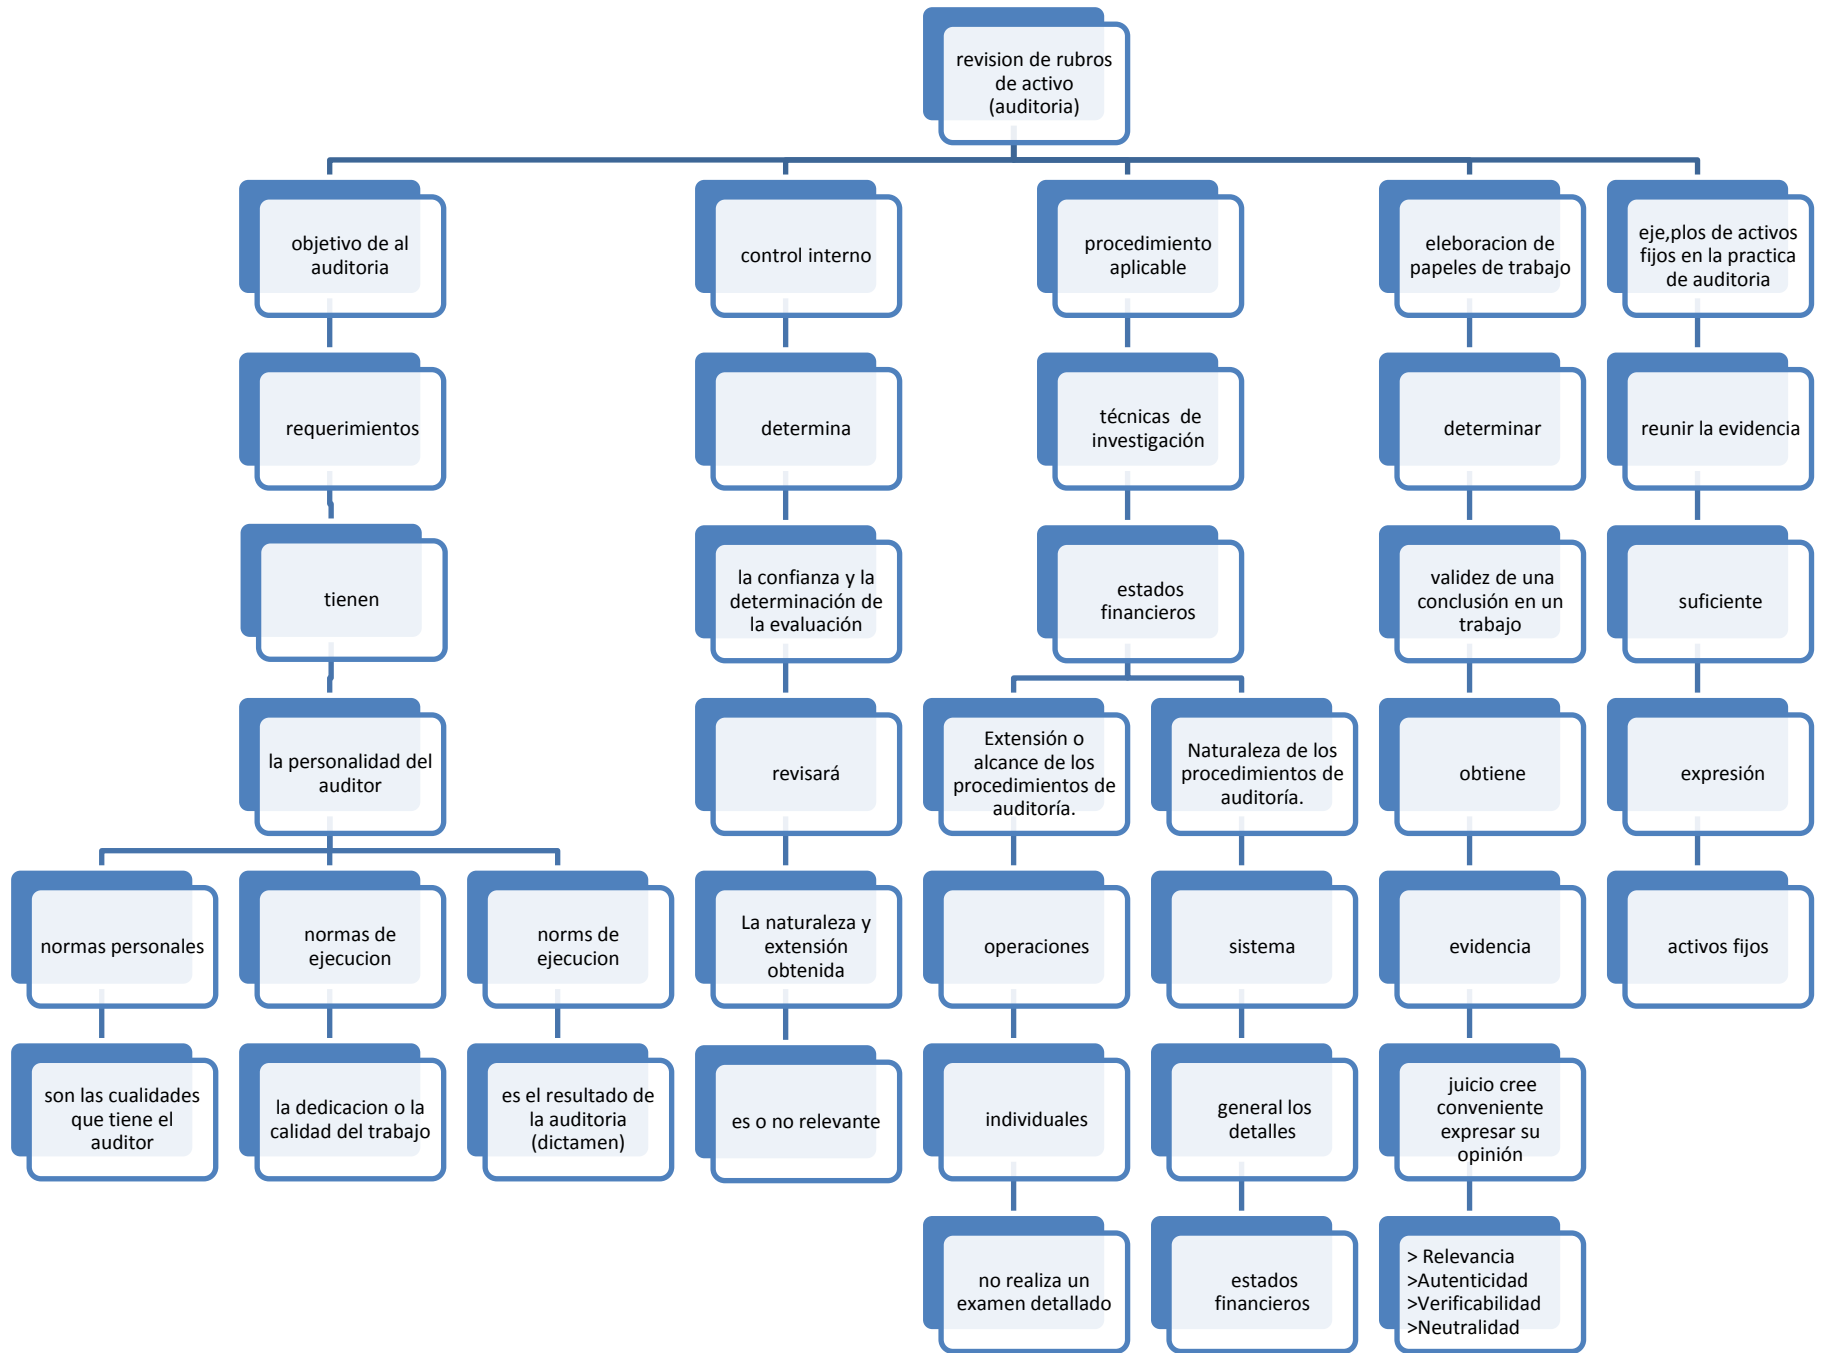 revision de rubros
de activo
(auditoria)
objetivo de al
auditoria
control interno
procedimiento
aplicable
eleboracion de
papeles de trabajo
eje,plos de activos
fijos en la practica
de auditoria
requerimientos
determina
técnicas de
investigación
determinar
reunir la evidencia
tienen
la confianza y la
determinación de
la evaluación
estados
financieros
validez de una
conclusión en un
trabajo
suficiente
la personalidad del
auditor
revisará
Extensión o
alcance de los
procedimientos de
auditoría.
Naturaleza de los
procedimientos de
auditoría.
obtiene
expresión
normas personales
normas de
ejecucion
norms de
ejecucion
La naturaleza y
extensión
obtenida
operaciones
sistema
evidencia
activos fijos
son las cualidades
que tiene el
auditor
la dedicacion o la
calidad del trabajo
es el resultado de
la auditoria
(dictamen)
es o no relevante
individuales
general los
detalles
juicio cree
conveniente
expresar su
opinión
no realiza un
examen detallado
estados
financieros
> Relevancia
>Autenticidad
>Verificabilidad
>Neutralidad